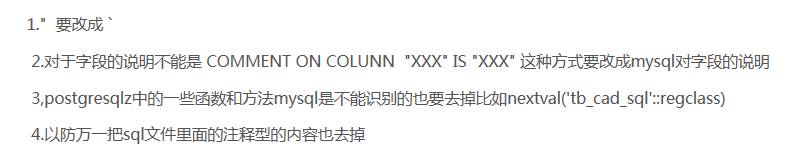 1."  要改成 `
2.对于字段的说明不能是 COMMENT ON COLUNN  "XXX" IS "XXX" 这种方式要改成mysql对字段的说明
3,postgresqlz中的一些函数和方法mysql是不能识别的也要去掉比如nextval('tb_cad_sql'::regclass)
4.以防万一把sql文件里面的注释型的内容也去掉